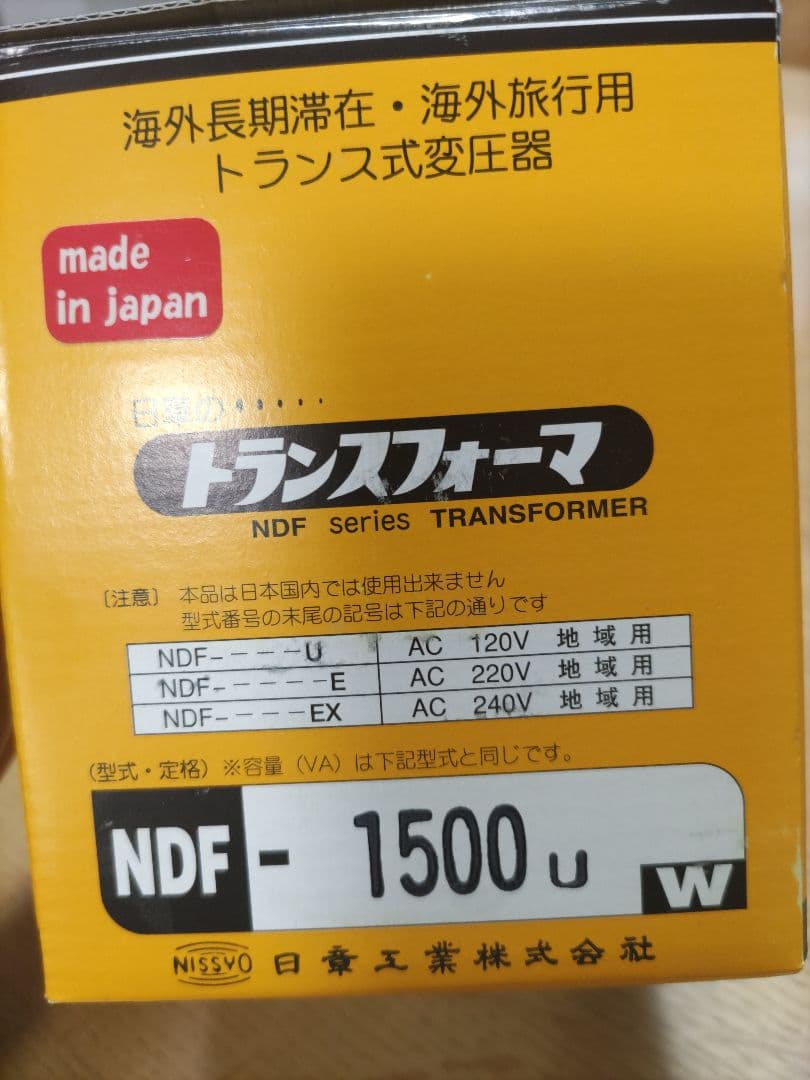 海外長期滞在・海外旅行用
トランス式変圧器
made
in japan
日章の・・・・・
トランスフォーマ
NDF series TRANSFORMER
〔注意〕 本品は日本国内では使用出来ません
型式番号の末尾の記号は下記の通りです
NDF-----U AC 120V 地域用
NDF------E AC 220V 地域用
NDF-----EX AC 240V 地域用
(型式・定格) ※容量(VA)は下記型式と同じです。
NDF - 1500 U W
NISSYO 日章工業株式会社